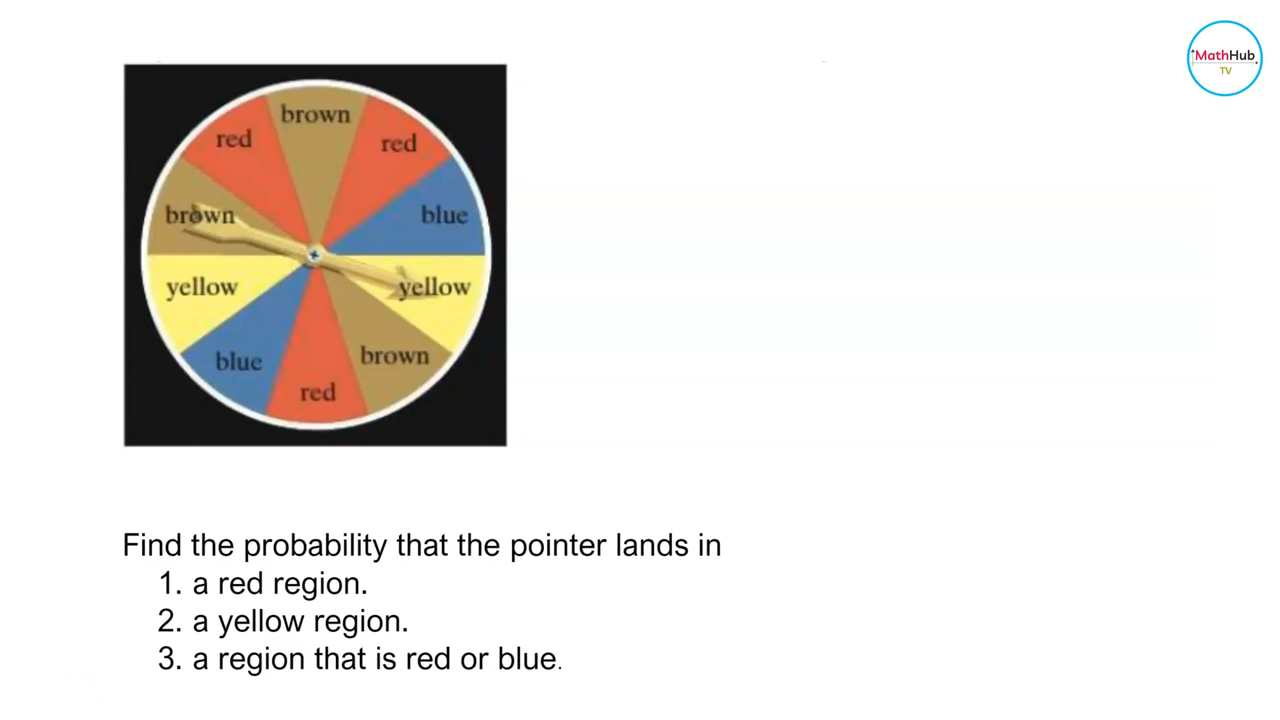 MathHub
TV
brown
red
red
brown
blue
yellow
yellow
blue
brown
red
Find the probability that the pointer lands in
1. a red region.
2. a yellow region.
3. a region that is red or blue.